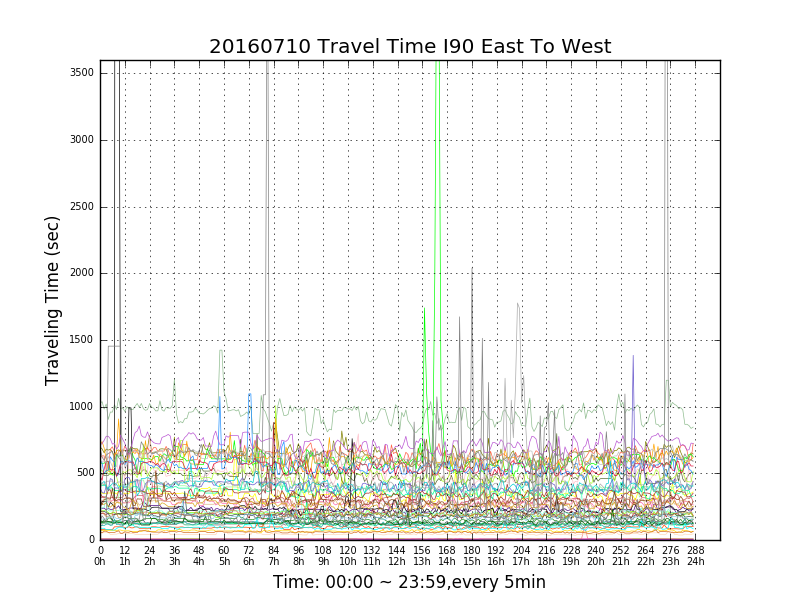 20160710 Travel Time I90 East To West
Traveling Time (sec)
3500
3000
2500
2000
1500
1000
500
0
0 12 24 36 48 60 72 84 96 108 120 132 144 156 168 180 192 204 216 228 240 252 264 276 288
0h 1h 2h 3h 4h 5h 6h 7h 8h 9h 10h 11h 12h 13h 14h 15h 16h 17h 18h 19h 20h 21h 22h 23h 24h
Time: 00:00 ~ 23:59,every 5min